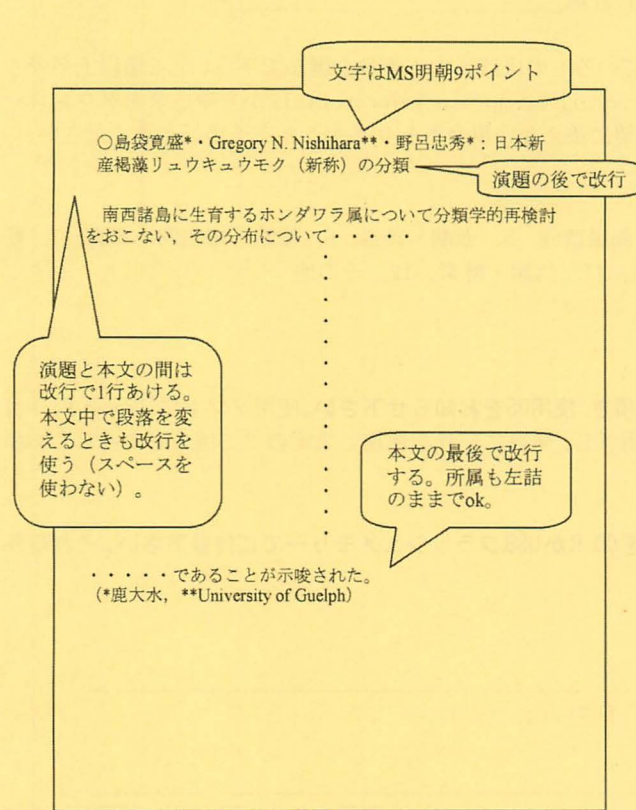 文字はMS明朝9ポイント
○島袋寛盛*・Gregory N. Nishihara**・野呂忠秀*：日本新
産褐藻リュウキュウモク（新称）の分類
演題の後で改行
南西諸島に生育するホンダワラ属について分類学的再検討
をおこない，その分布について・・・・・
演題と本文の間は
改行で1行あける。
本文中で段落を変
えるときも改行を
使う（スペースを
使わない）。
本文の最後で改行
する。所属も左詰
のままでok。
・・・・・であることが示唆された。
(*鹿大水，**University of Guelph)